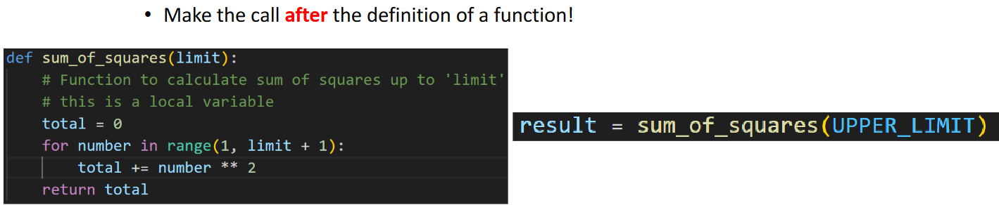 • Make the call after the definition of a function!
def sum_of_squares(limit):
    # Function to calculate sum of squares up to 'limit'
    # this is a local variable
    total = 0
    for number in range(1, limit + 1):
        total += number ** 2
    return total
result = sum_of_squares(UPPER_LIMIT)